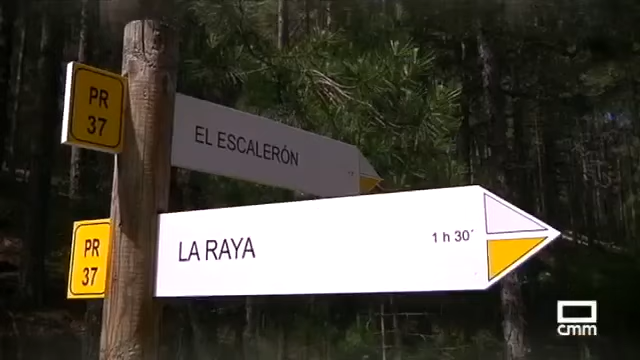 PR
37
EL ESCALERÓN
PR
37
LA RAYA
1 h 30´
cmm